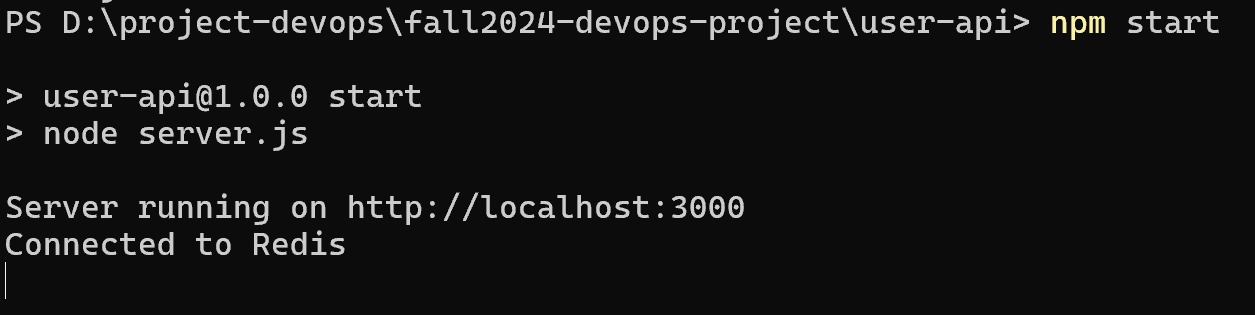 PS D:\project-devops\fall2024-devops-project\user-api> npm start
> user-api@1.0.0 start
> node server.js
Server running on http://localhost:3000
Connected to Redis